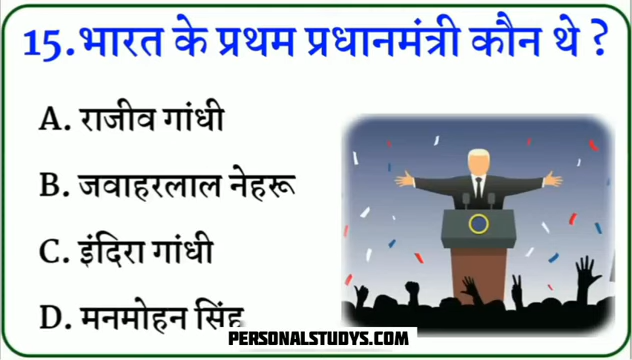 15.भारत के प्रथम प्रधानमंत्री कौन थे ?
A. राजीव गांधी
B. जवाहरलाल नेहरू
C. इंदिरा गांधी
D. मनमोहन सिंह
PERSONALSTUDYS.COM